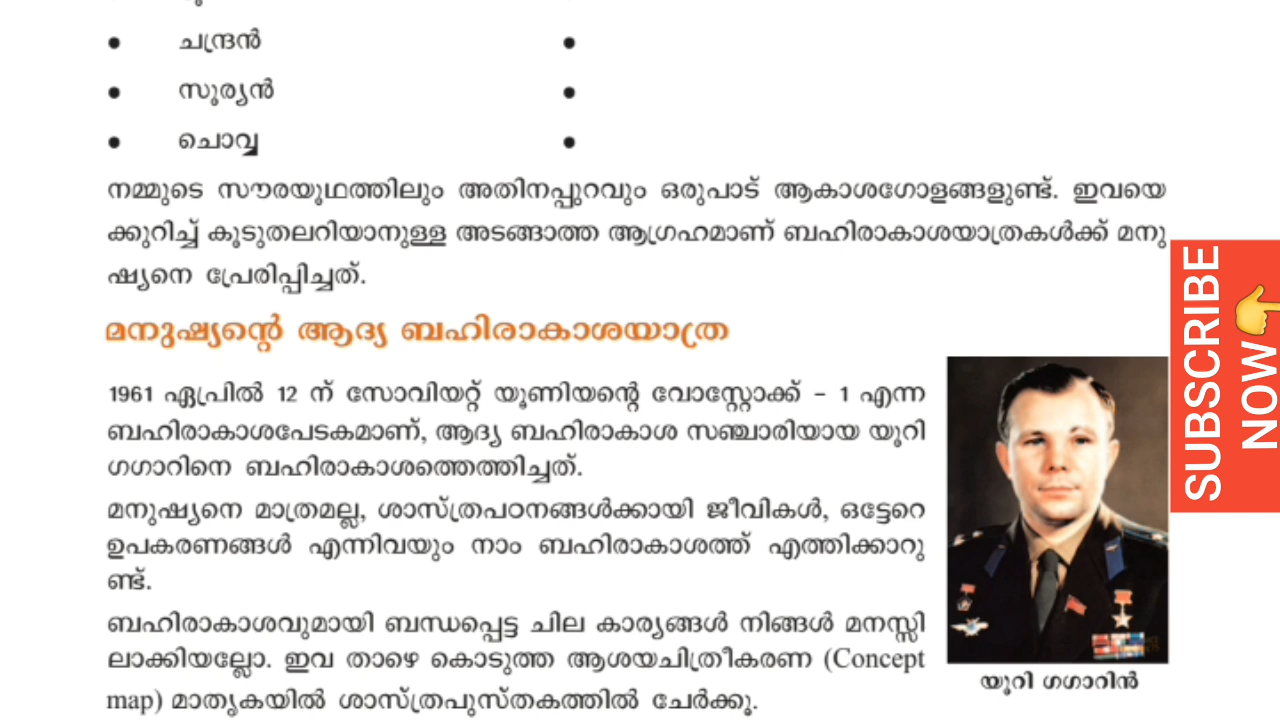 • ചന്ദ്രൻ •
• സൂര്യൻ •
• ചൊവ്വ •
നമ്മുടെ സൗരയൂഥത്തിലും അതിനപ്പുറവും ഒരുപാട് ആകാശഗോളങ്ങളുണ്ട്. ഇവയെ
ക്കുറിച്ച് കൂടുതലറിയാനുള്ള അടങ്ങാത്ത ആഗ്രഹമാണ് ബഹിരാകാശയാത്രകൾക്ക് മനു
ഷ്യനെ പ്രേരിപ്പിച്ചത്.
മനുഷ്യന്റെ ആദ്യ ബഹിരാകാശയാത്ര
1961 ഏപ്രിൽ 12 ന് സോവിയറ്റ് യൂണിയന്റെ വോസ്റ്റോക്ക് – 1 എന്ന
ബഹിരാകാശപേടകമാണ്, ആദ്യ ബഹിരാകാശ സഞ്ചാരിയായ യൂറി
ഗഗാറിനെ ബഹിരാകാശത്തെത്തിച്ചത്.
മനുഷ്യനെ മാത്രമല്ല, ശാസ്ത്രപഠനങ്ങൾക്കായി ജീവികൾ, ഒട്ടേറെ
ഉപകരണങ്ങൾ എന്നിവയും നാം ബഹിരാകാശത്ത് എത്തിക്കാറു
ണ്ട്.
ബഹിരാകാശവുമായി ബന്ധപ്പെട്ട ചില കാര്യങ്ങൾ നിങ്ങൾ മനസ്സി
ലാക്കിയല്ലോ. ഇവ താഴെ കൊടുത്ത ആശയചിത്രീകരണ (Concept
map) മാതൃകയിൽ ശാസ്ത്രപുസ്തകത്തിൽ ചേർക്കൂ.
യൂറി ഗഗാറിൻ
SUBSCRIBE
NOW